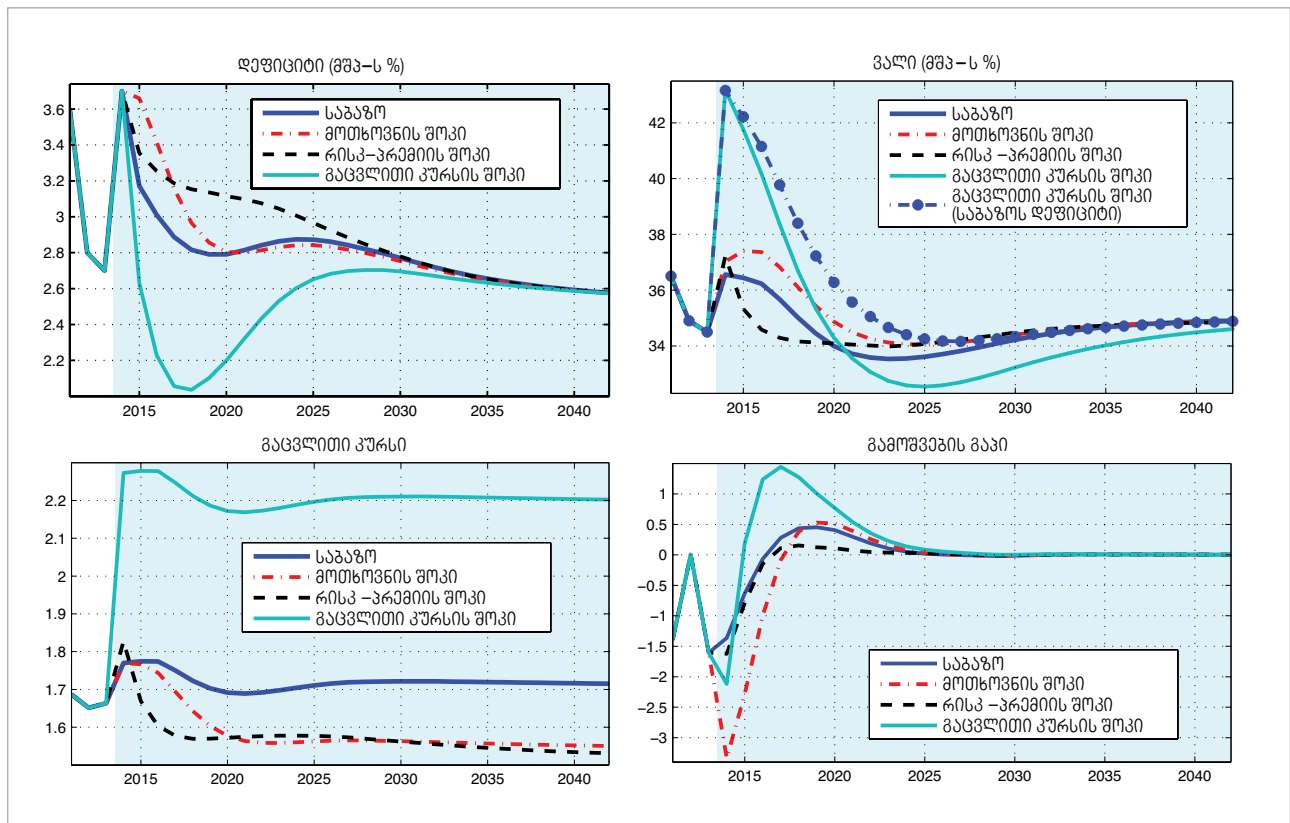 დეფიციტი (მშპ–ს %)
3.6
3.4
3.2
3
2.8
2.6
2.4
2.2
საბაზო
მოთხოვნის შოკი
რისკ –პრემიის შოკი
გაცვლითი კურსის შოკი
2015 2020 2025 2030 2035 2040
ვალი (მშპ–ს %)
42
40
38
36
34
საბაზო
მოთხოვნის შოკი
რისკ –პრემიის შოკი
გაცვლითი კურსის შოკი
გაცვლითი კურსის შოკი
(საბაზოს დეფიციტი)
2015 2020 2025 2030 2035 2040
გაცვლითი კურსი
2.2
2.1
2
1.9
1.8
1.7
1.6
საბაზო
მოთხოვნის შოკი
რისკ –პრემიის შოკი
გაცვლითი კურსის შოკი
2015 2020 2025 2030 2035 2040
გამოშვების გაპი
1
0.5
0
−0.5
−1
−1.5
−2
−2.5
−3
საბაზო
მოთხოვნის შოკი
რისკ –პრემიის შოკი
გაცვლითი კურსის შოკი
2015 2020 2025 2030 2035 2040